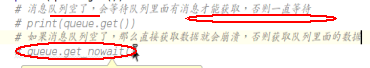 # 消息队列空了，会等待队列里面有消息才能获取，否则一直等待
# print(queue.get())
# 如果消息队列空了，那么直接获取数据就会崩溃，否则获取队列里面的数据
queue.get_nowait()